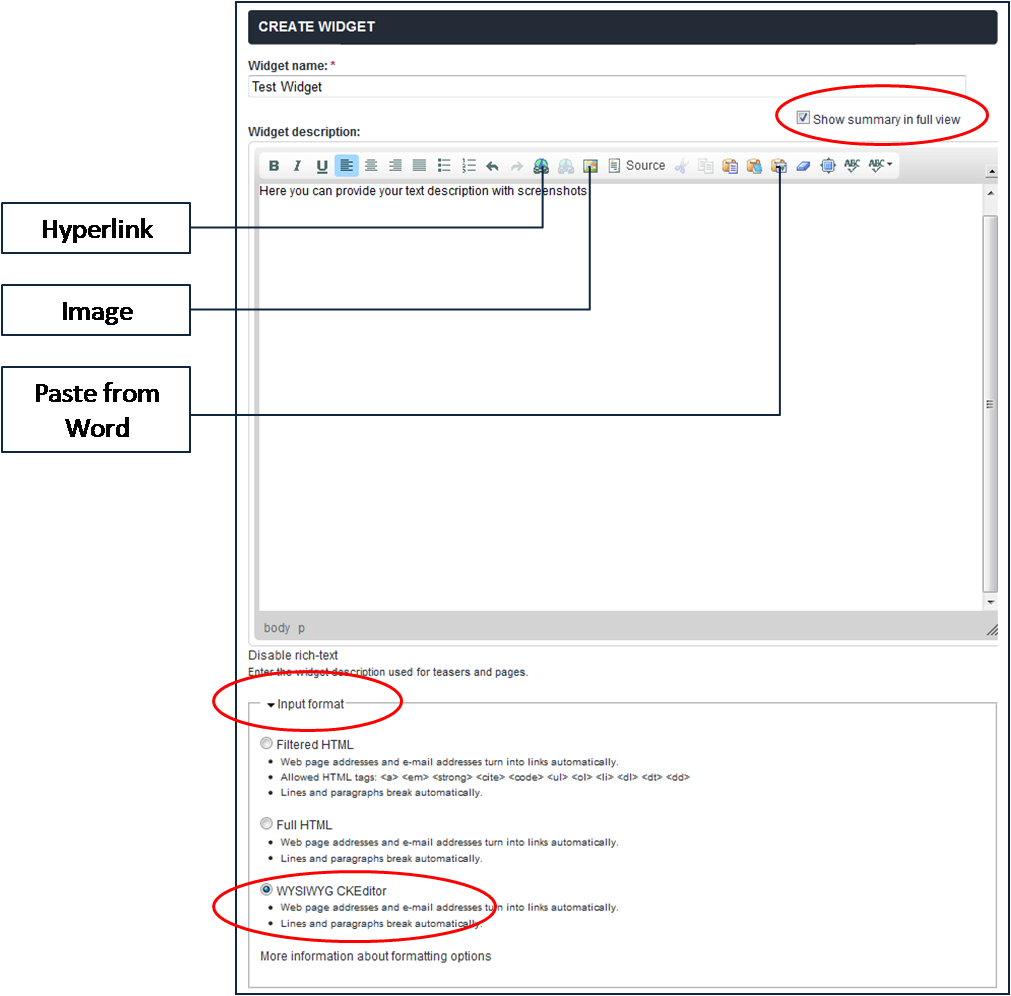 CREATE WIDGET
Widget name: *
Test Widget
Show summary in full view
Widget description:
B I U Source ABC ABC
Here you can provide your text description with screenshots
Hyperlink
Image
Paste from
Word
body p
Disable rich-text
Enter the widget description used for teasers and pages.
Input format
Filtered HTML
• Web page addresses and e-mail addresses turn into links automatically.
• Allowed HTML tags: <a> <em> <strong> <cite> <code> <ul> <ol> <li> <dl> <dt> <dd>
• Lines and paragraphs break automatically.
Full HTML
• Web page addresses and e-mail addresses turn into links automatically.
• Lines and paragraphs break automatically.
WYSIWYG CKEditor
• Web page addresses and e-mail addresses turn into links automatically.
• Lines and paragraphs break automatically.
More information about formatting options